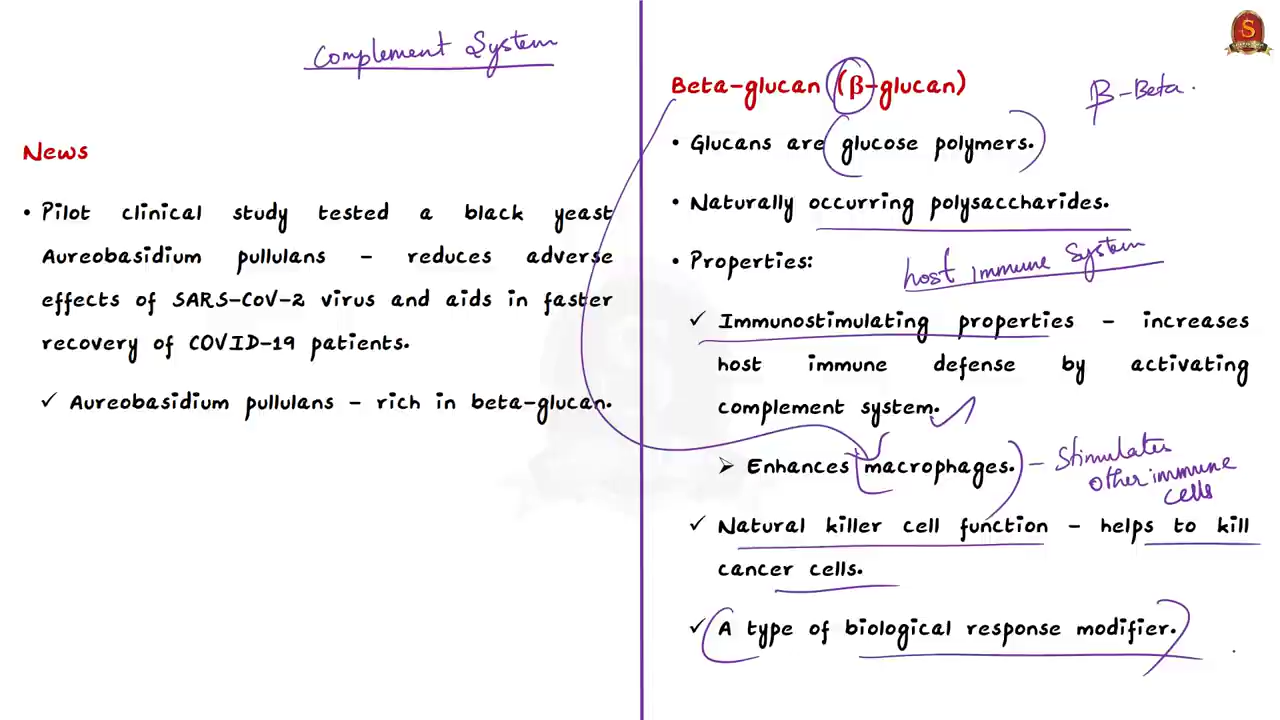 Complement System
News
• Pilot clinical study tested a black yeast
Aureobasidium pullulans – reduces adverse
effects of SARS-CoV-2 virus and aids in faster
recovery of COVID-19 patients.
✓ Aureobasidium pullulans – rich in beta-glucan.
S
Beta-glucan (β-glucan)
β - Beta.
• Glucans are glucose polymers.
• Naturally occurring polysaccharides.
• Properties:
host immune System
✓ Immunostimulating properties – increases
host immune defense by activating
complement system.
➢ Enhances macrophages.
– Stimulates
other immune
cells
✓ Natural killer cell function – helps to kill
cancer cells.
✓ A type of biological response modifier.